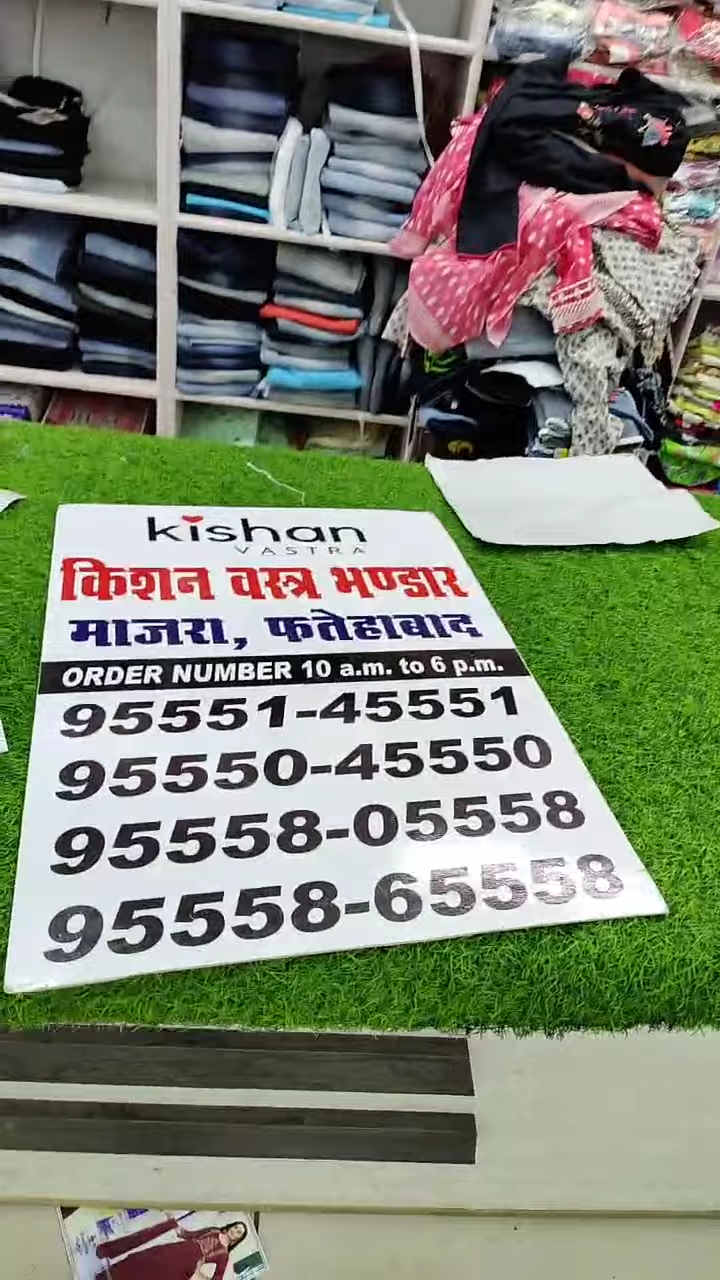 kishan
VASTRA
किशन वस्त्र भण्डार
माजरा, फतेहाबाद
ORDER NUMBER 10 a.m. to 6 p.m.
95551-45551
95550-45550
95558-05558
95558-65558